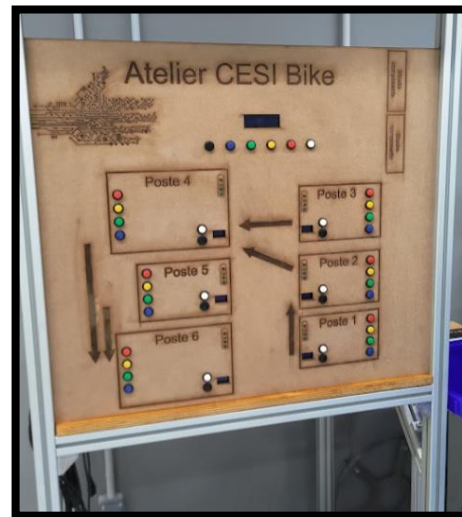 Atelier CESI Bike
Poste 4
Poste 3
Poste 5
Poste 2
Poste 6
Poste 1